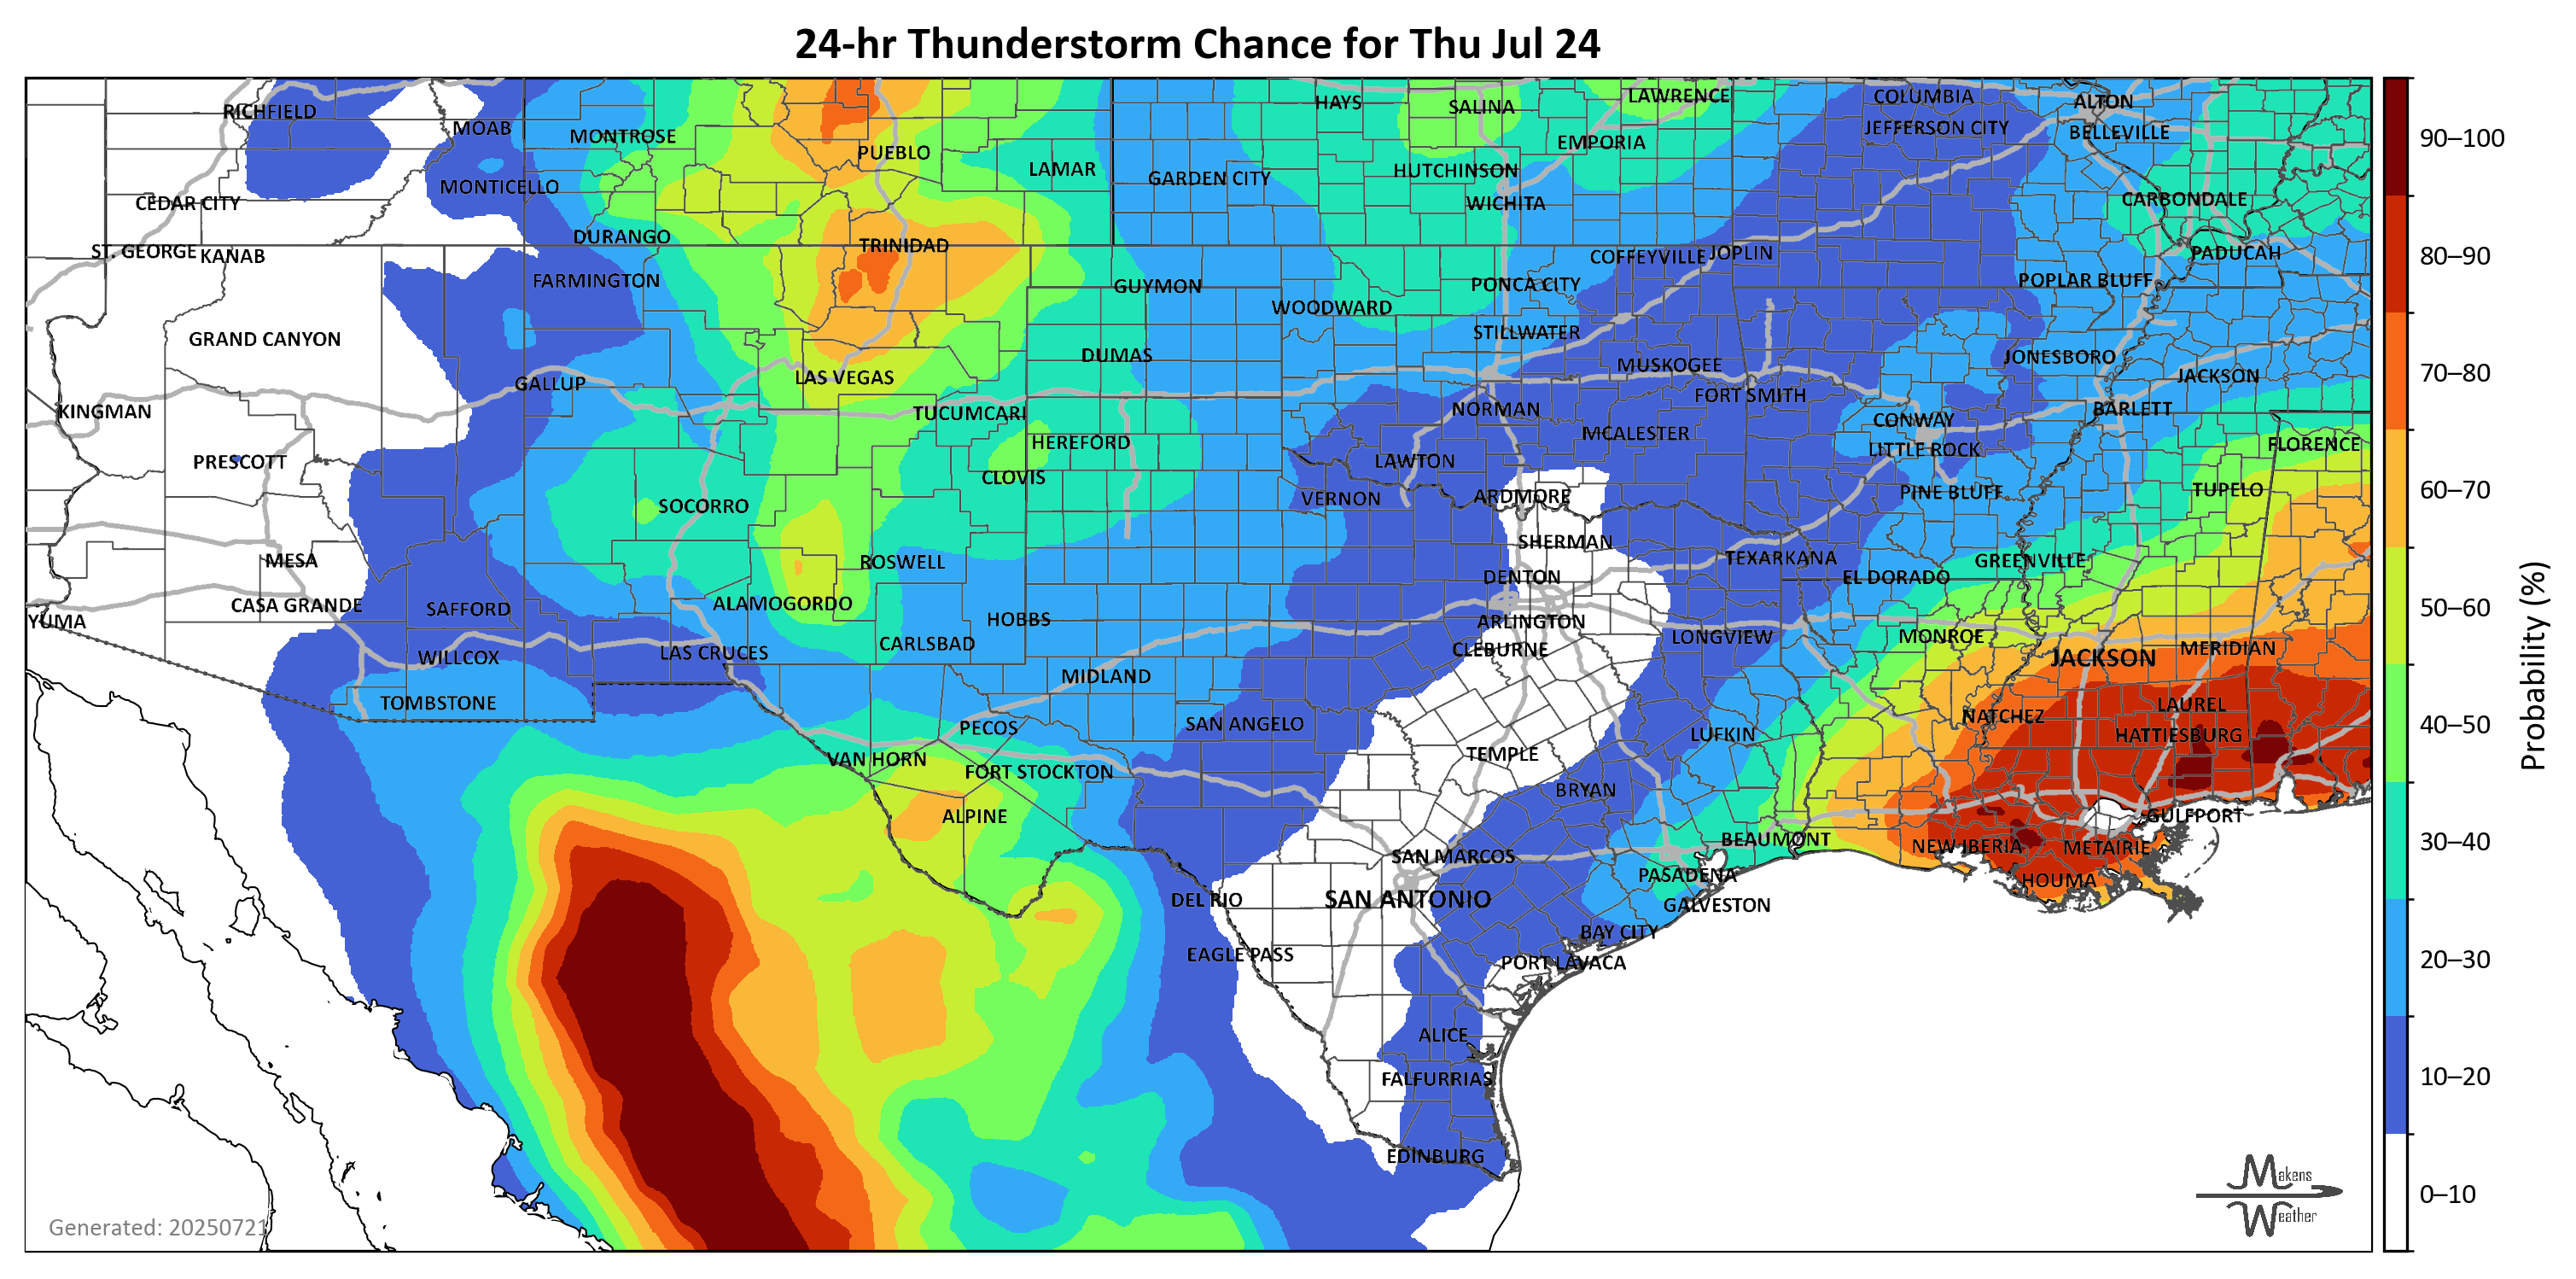 24-hr Thunderstorm Chance for Thu Jul 24
RICHFIELD
MOAB
MONTROSE
PUEBLO
LAMAR
HAYS
SALINA
LAWRENCE
COLUMBIA
ALTON
JEFFERSON CITY
BELLEVILLE
EMPORIA
90–100
MONTICELLO
GARDEN CITY
HUTCHINSON
WICHITA
CARBONDALE
CEDAR CITY
DURANGO
TRINIDAD
ST. GEORGE
KANAB
COFFEYVILLE
JOPLIN
PADUCAH
80–90
FARMINGTON
GUYMON
PONCA CITY
POPLAR BLUFF
WOODWARD
GRAND CANYON
STILLWATER
DUMAS
MUSKOGEE
JONESBORO
70–80
GALLUP
LAS VEGAS
FORT SMITH
JACKSON
KINGMAN
TUCUMCARI
NORMAN
BARLETT
CONWAY
HEREFORD
MCALESTER
LITTLE ROCK
FLORENCE
PRESCOTT
CLOVIS
LAWTON
VERNON
ARDMORE
PINE BLUFF
TUPELO
60–70
SOCORRO
SHERMAN
MESA
ROSWELL
TEXARKANA
GREENVILLE
DENTON
EL DORADO
CASA GRANDE
SAFFORD
ALAMOGORDO
50–60
YUMA
HOBBS
ARLINGTON
LONGVIEW
MONROE
CARLSBAD
CLEBURNE
MERIDIAN
WILLCOX
LAS CRUCES
JACKSON
MIDLAND
TOMBSTONE
LAUREL
NATCHEZ
PECOS
SAN ANGELO
LUFKIN
HATTIESBURG
40–50
VAN HORN
FORT STOCKTON
TEMPLE
BRYAN
ALPINE
GULFPORT
BEAUMONT
NEW IBERIA
METAIRIE
30–40
SAN MARCOS
PASADENA
HOUMA
DEL RIO
SAN ANTONIO
GALVESTON
BAY CITY
EAGLE PASS
PORT LAVACA
20–30
ALICE
FALFURRIAS
10–20
EDINBURG
Makens
Weather
0–10
Generated: 20250721
Probability (%)